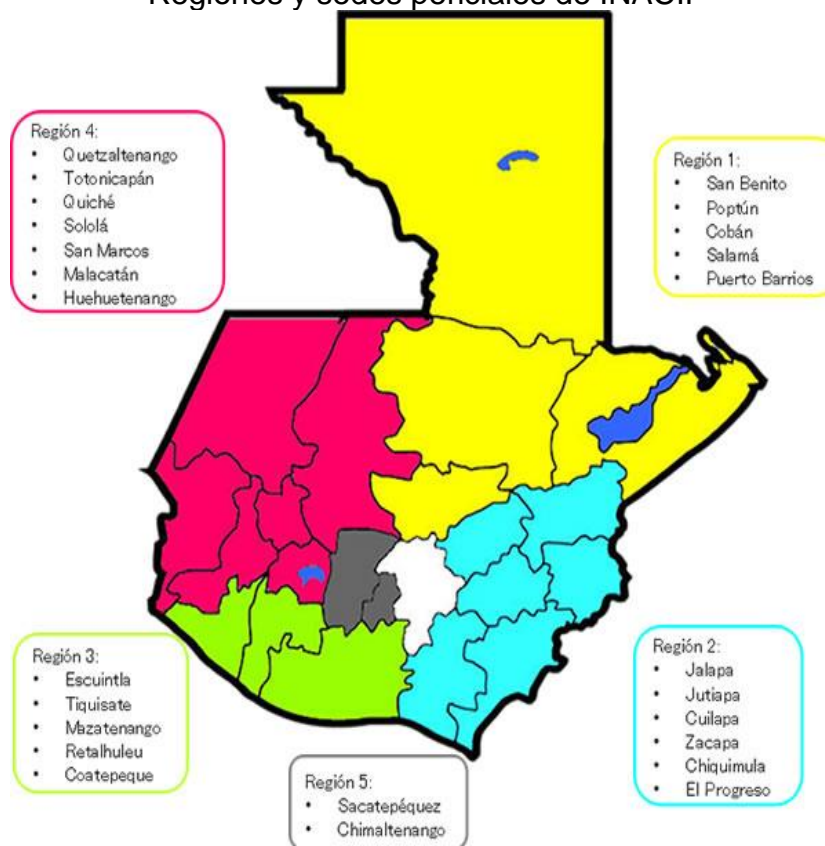 Regiones y sedes periciales de INACIF
Región 4:
• Quetzaltenango
• Totonicapán
• Quiché
• Sololá
• San Marcos
• Malacatán
• Huehuetenango
Región 1:
• San Benito
• Poptún
• Cobán
• Salamá
• Puerto Barrios
Región 3:
• Escuintla
• Tiquisate
• Mazatenango
• Retalhuleu
• Coatepeque
Región 2:
• Jalapa
• Jutiapa
• Cuilapa
• Zacapa
• Chiquimula
• El Progreso
Región 5:
• Sacatepéquez
• Chimaltenango